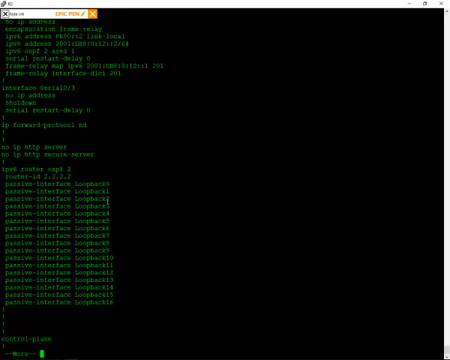 R2
Hide ink EPIC PEN
no ip address
encapsulation frame-relay
ipv6 address FE80::2 link-local
ipv6 address 2001:DB8:0:12::2/64
ipv6 ospf 2 area 1
serial restart-delay 0
frame-relay map ipv6 2001:DB8:0:12::1 201
frame-relay interface-dlci 201
!
interface Serial0/3
no ip address
shutdown
serial restart-delay 0
!
ip forward-protocol nd
!
!
no ip http server
no ip http secure-server
!
ipv6 router ospf 2
router-id 2.2.2.2
passive-interface Loopback0
passive-interface Loopback1
passive-interface Loopback2
passive-interface Loopback3
passive-interface Loopback4
passive-interface Loopback5
passive-interface Loopback6
passive-interface Loopback7
passive-interface Loopback8
passive-interface Loopback9
passive-interface Loopback10
passive-interface Loopback11
passive-interface Loopback12
passive-interface Loopback13
passive-interface Loopback14
passive-interface Loopback15
passive-interface Loopback16
!
!
!
!
control-plane
!
--More--